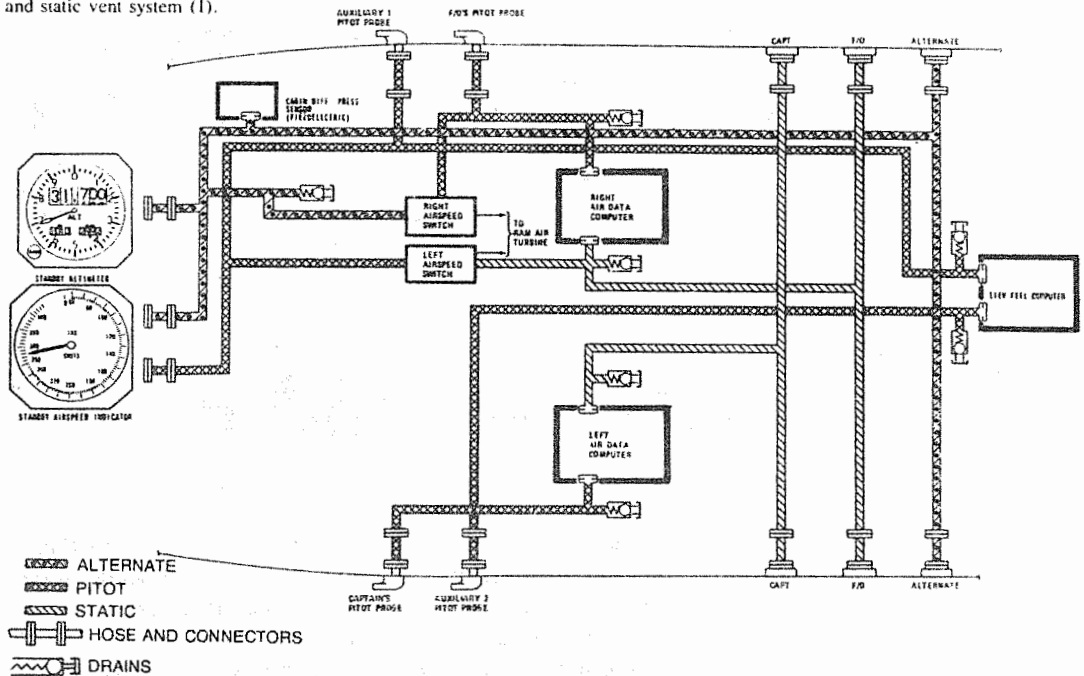 and static vent system (1).
AUXILIARY 1
PITOT PROBE
F/O'S PITOT PROBE
CAPT
F/O
ALTERNATE
CABIN DIFF PRESS
SENSOR
(PIEZOELECTRIC)
RIGHT
AIRSPEED
SWITCH
LEFT
AIRSPEED
SWITCH
TO
RAM AIR
TURBINE
RIGHT
AIR DATA
COMPUTER
ALT
STANDBY ALTIMETER
KNOTS
STANDBY AIRSPEED INDICATOR
ELEV FEEL COMPUTER
LEFT
AIR DATA
COMPUTER
CAPTAIN'S
PITOT PROBE
AUXILIARY 2
PITOT PROBE
CAPT
F/O
ALTERNATE
ALTERNATE
PITOT
STATIC
HOSE AND CONNECTORS
DRAINS